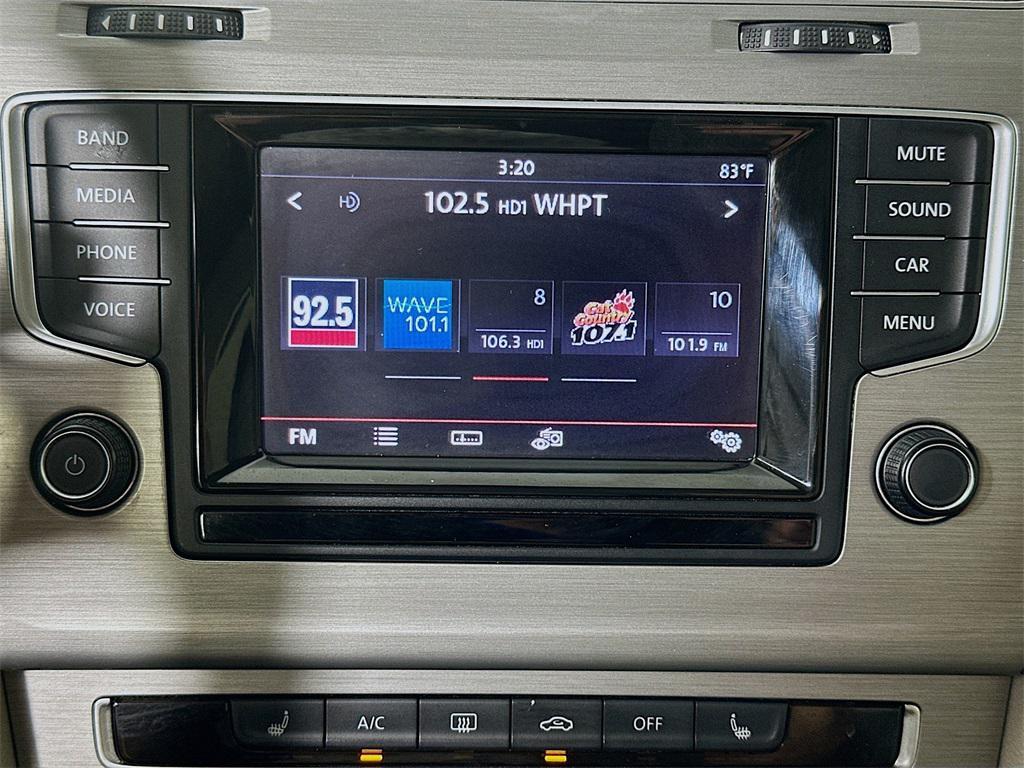 BAND
MEDIA
PHONE
VOICE
3:20
83°F
102.5 HD1 WHPT
92.5
WAVE
101.1
8
106.3 HD1
Cat
Country
107.1
10
101.9 FM
FM
MUTE
SOUND
CAR
MENU
A/C
OFF